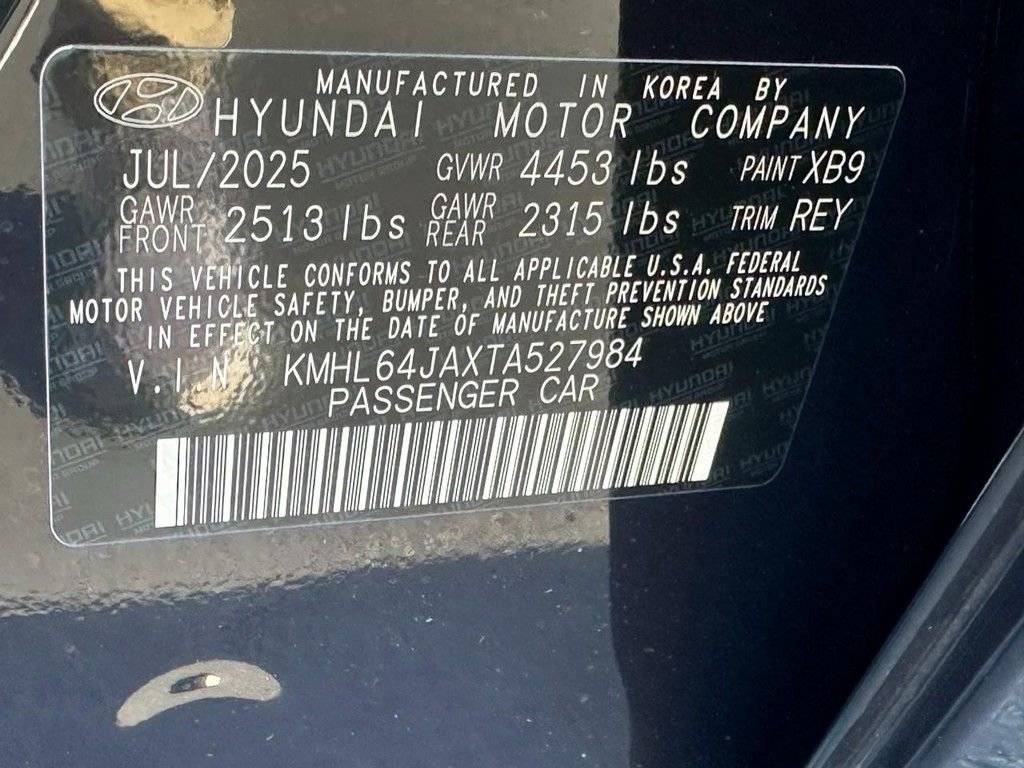 MANUFACTURED IN KOREA BY
HYUNDAI MOTOR COMPANY
JUL/2025 GVWR 4453 lbs PAINT XB9
GAWR FRONT 2513 lbs GAWR REAR 2315 lbs TRIM REY
THIS VEHICLE CONFORMS TO ALL APPLICABLE U.S.A. FEDERAL
MOTOR VEHICLE SAFETY, BUMPER, AND THEFT PREVENTION STANDARDS
IN EFFECT ON THE DATE OF MANUFACTURE SHOWN ABOVE
V.I.N KMHL64JAXTA527984
PASSENGER CAR